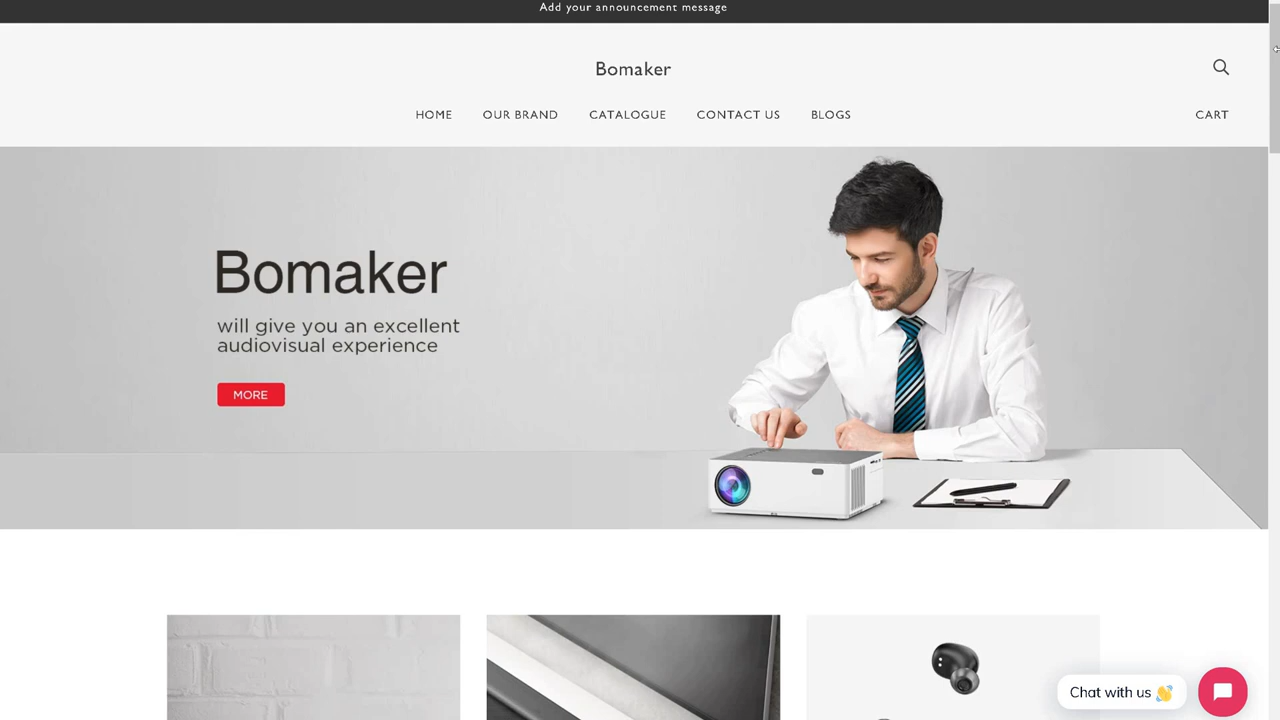 Add your announcement message
Bomaker
HOME OUR BRAND CATALOGUE CONTACT US BLOGS CART
Bomaker
will give you an excellent
audiovisual experience
MORE
Chat with us 👋